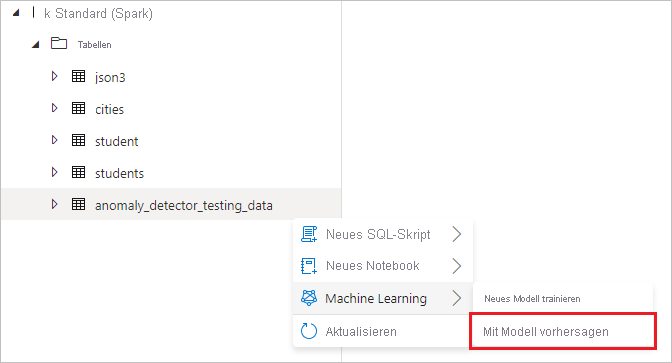 k Standard (Spark)
Tabellen
json3
cities
student
students
anomaly_detector_testing_data
Neues SQL-Skript
Neues Notebook
Machine Learning
Neues Modell trainieren
Aktualisieren
Mit Modell vorhersagen